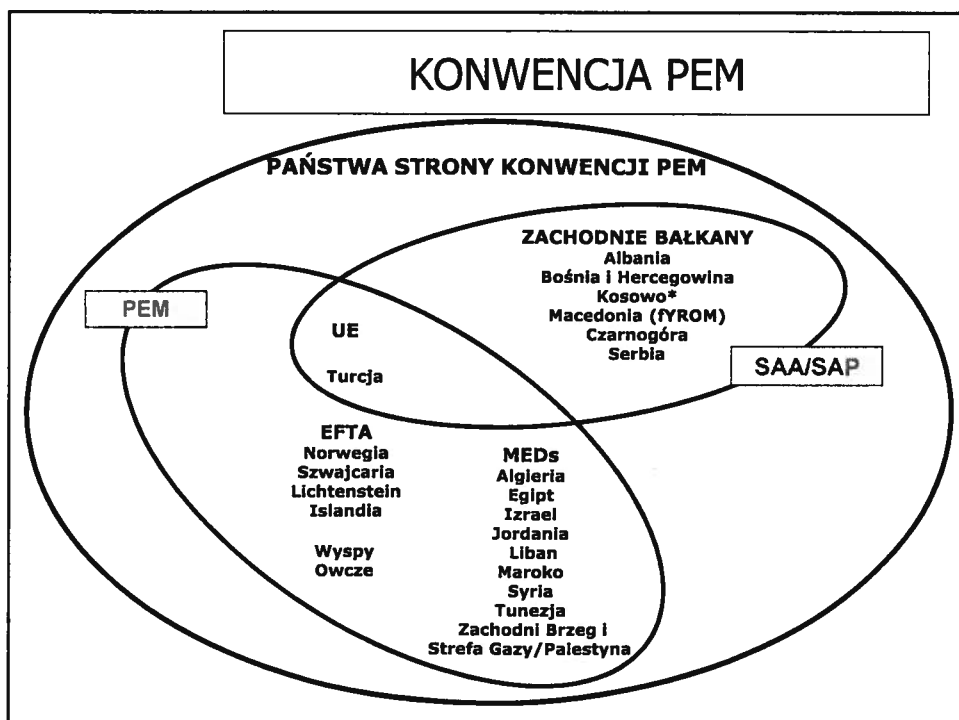 KONWENCJA PEM
PAŃSTWA STRONY KONWENCJI PEM
ZACHODNIE BAŁKANY
Albania
Bośnia i Hercegowina
Kosowo*
Macedonia (fYROM)
Czarnogóra
Serbia
PEM
UE
Turcja
SAA/SAP
EFTA
Norwegia
Szwajcaria
Lichtenstein
Islandia
Wyspy
Owcze
MEDs
Algieria
Egipt
Izrael
Jordania
Liban
Maroko
Syria
Tunezja
Zachodni Brzeg i
Strefa Gazy/Palestyna